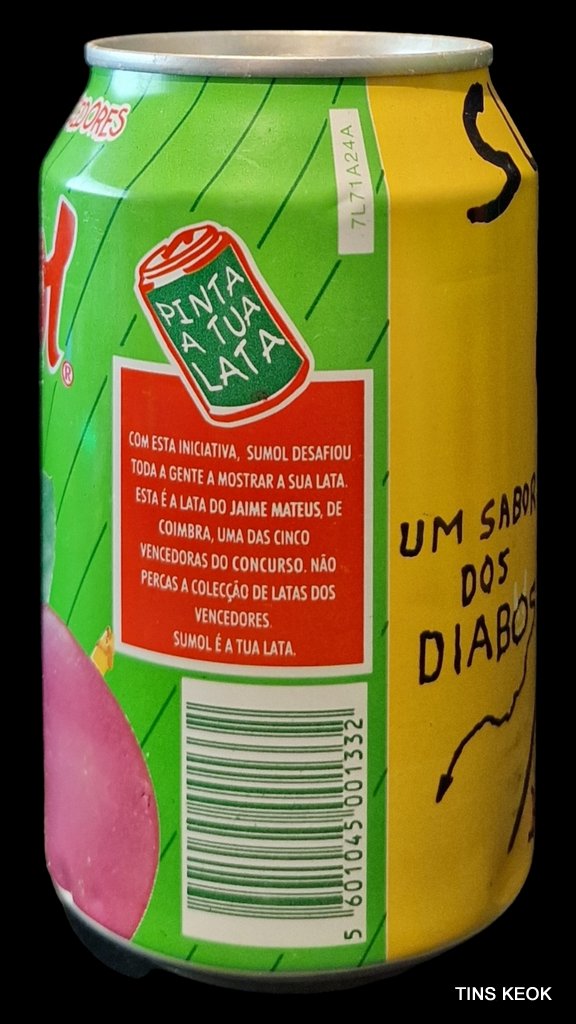 7L71A24A
PINTA
A TUA
LATA
®
COM ESTA INICIATIVA, SUMOL DESAFIOU
TODA A GENTE A MOSTRAR A SUA LATA.
ESTA É A LATA DO JAIME MATEUS, DE
COIMBRA, UMA DAS CINCO
VENCEDORAS DO CONCURSO. NÃO
PERCAS A COLECÇÃO DE LATAS DOS
VENCEDORES.
SUMOL É A TUA LATA.
5 601045 001332
UM SABOR
DOS
DIABOS
TINS KEOK